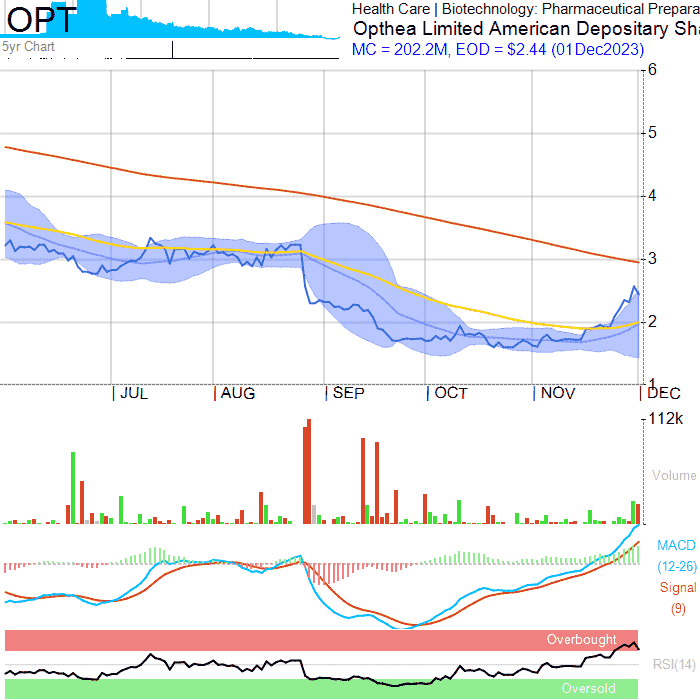 OPT
5yr Chart
Health Care | Biotechnology: Pharmaceutical Prepara
Opthea Limited American Depositary Sha
MC = 202.2M, EOD = $2.44 (01Dec2023)
6
5
4
3
2
1
JUL AUG SEP OCT NOV DEC
112k
Volume
MACD
(12-26)
Signal
(9)
Overbought
RSI(14)
Oversold